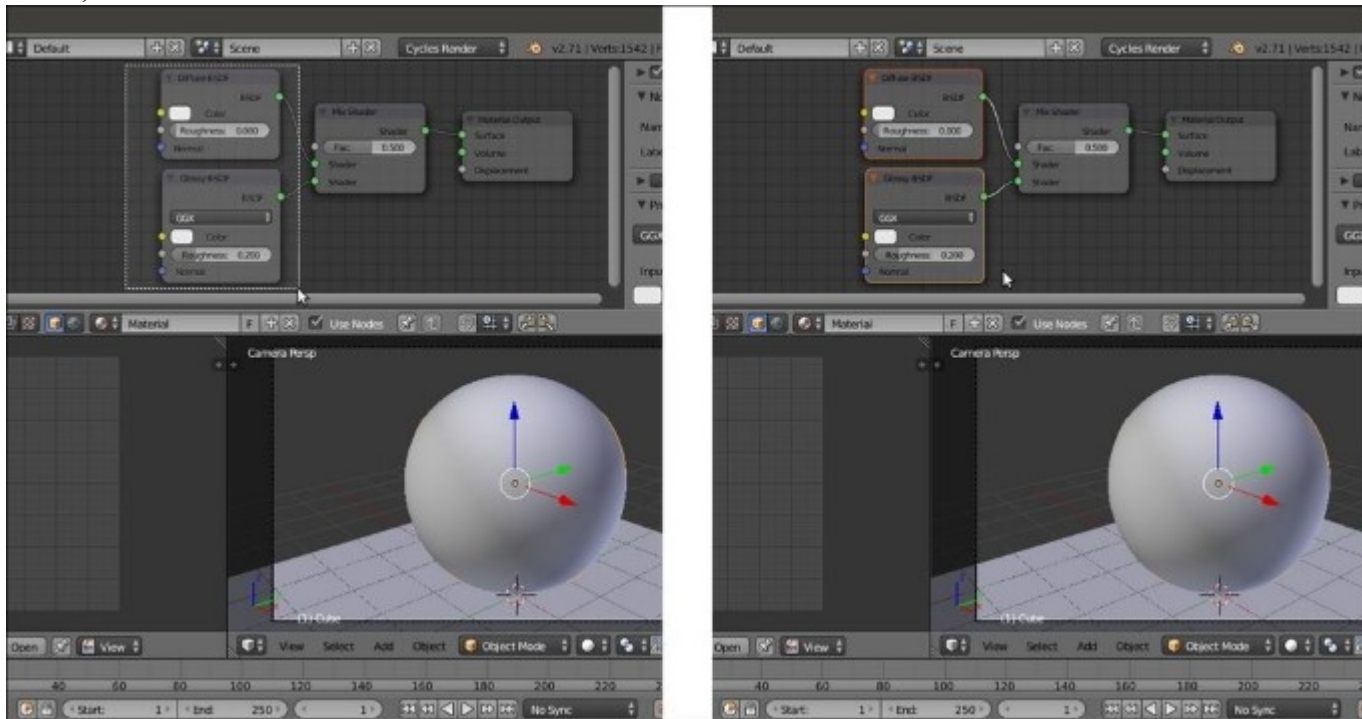 Default Scene Cycles Render v2.71 | Verts:1542 | F
Diffuse BSDF
BSDF
Color
Roughness: 0.000
Normal
Mix Shader
Shader
Fac: 0.500
Shader
Shader
Material Output
Surface
Volume
Displacement
Glossy BSDF
BSDF
GGX
Color
Roughness: 0.200
Normal
Material F Use Nodes
Camera Persp
(1) Cube
Open View View Select Add Object Object Mode
40 60 80 100 120 140 160 180 200 220
Start: 1 End: 250 1 No Sync
Default Scene Cycles Render v2.71 | Verts:1542 | F
Diffuse BSDF
BSDF
Color
Roughness: 0.000
Normal
Mix Shader
Shader
Fac: 0.500
Shader
Shader
Material Output
Surface
Volume
Displacement
Glossy BSDF
BSDF
GGX
Color
Roughness: 0.200
Normal
Material F Use Nodes
Camera Persp
(1) Cube
Open View View Select Add Object Object Mode
40 60 80 100 120 140 160 180 200 220
Start: 1 End: 250 1 No Sync